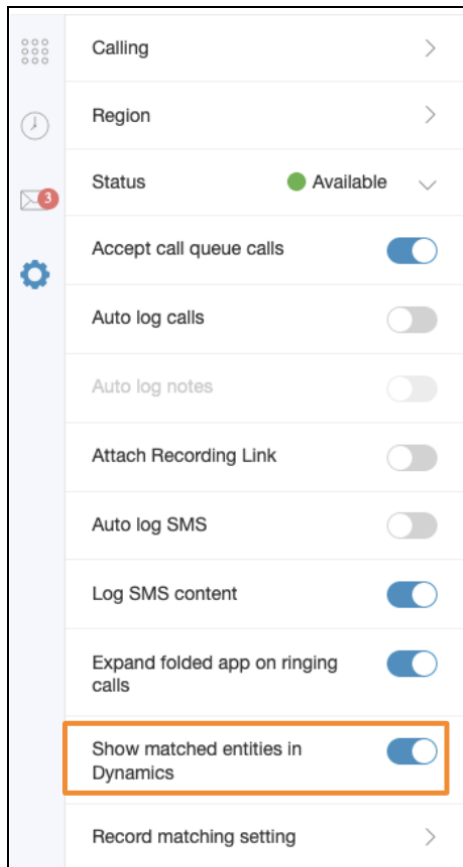 Calling
Region
Status Available
3
Accept call queue calls
Auto log calls
Auto log notes
Attach Recording Link
Auto log SMS
Log SMS content
Expand folded app on ringing
calls
Show matched entities in
Dynamics
Record matching setting